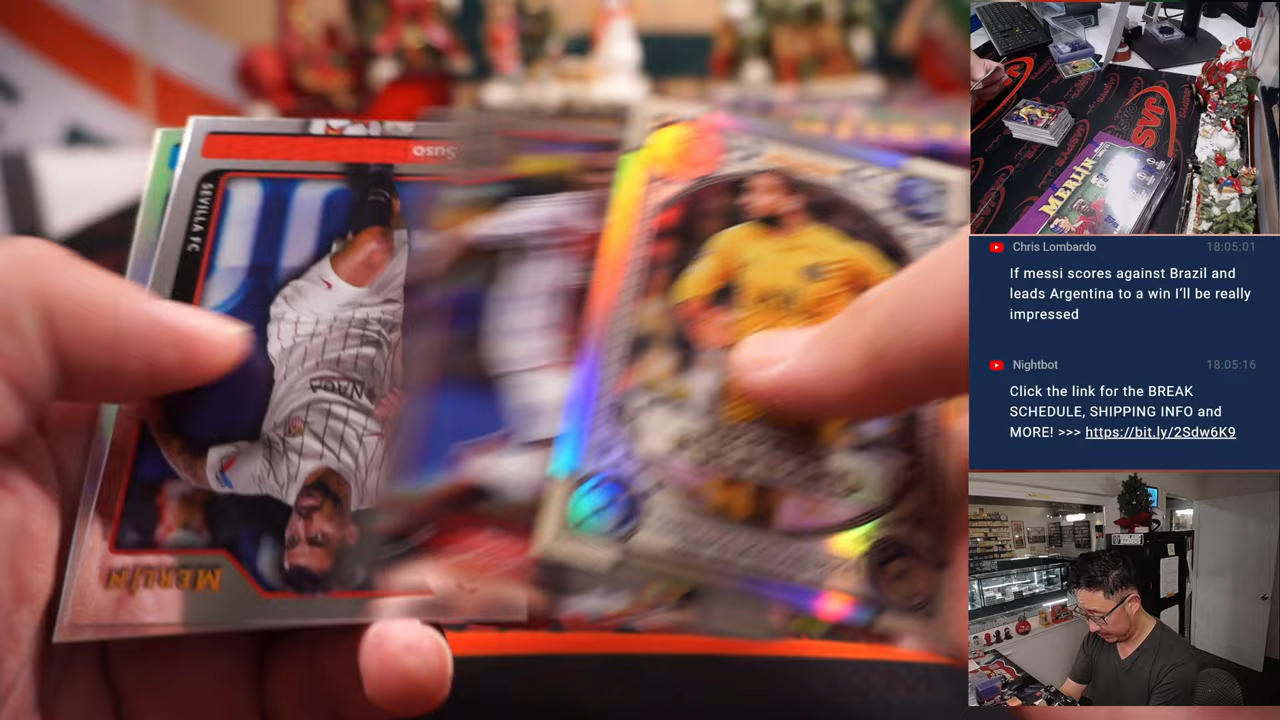 Suso
SEVILLA FC
MERLIN
JAS
MERLIN
Chris Lombardo 18:05:01
If messi scores against Brazil and
leads Argentina to a win I'll be really
impressed
Nightbot 18:05:16
Click the link for the BREAK
SCHEDULE, SHIPPING INFO and
MORE! >>> https://bit.ly/2Sdw6K9